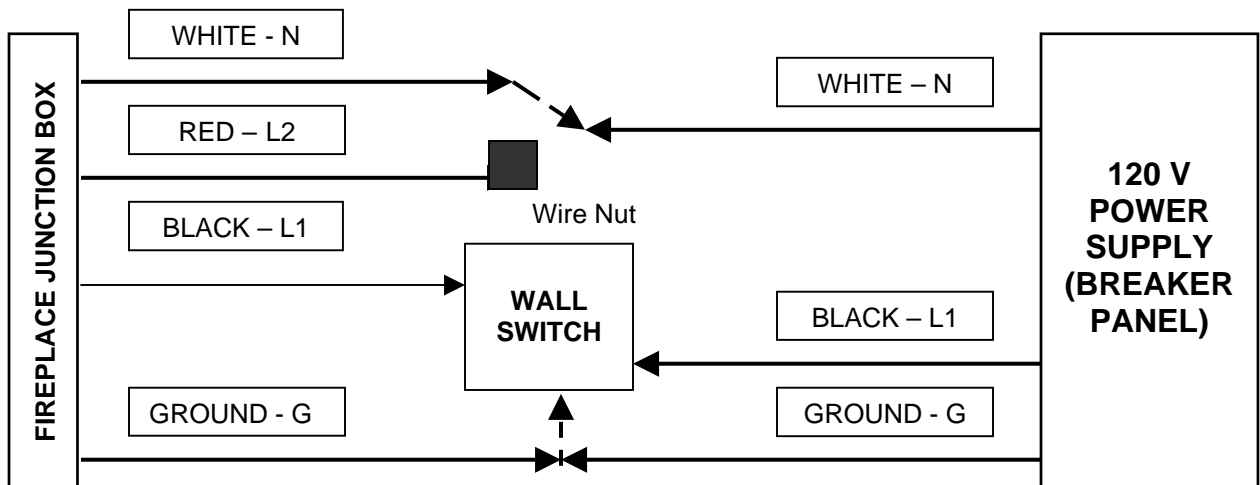 FIREPLACE JUNCTION BOX
WHITE - N
RED – L2
Wire Nut
BLACK – L1
WALL
SWITCH
GROUND - G
WHITE – N
BLACK – L1
GROUND - G
120 V
POWER
SUPPLY
(BREAKER
PANEL)